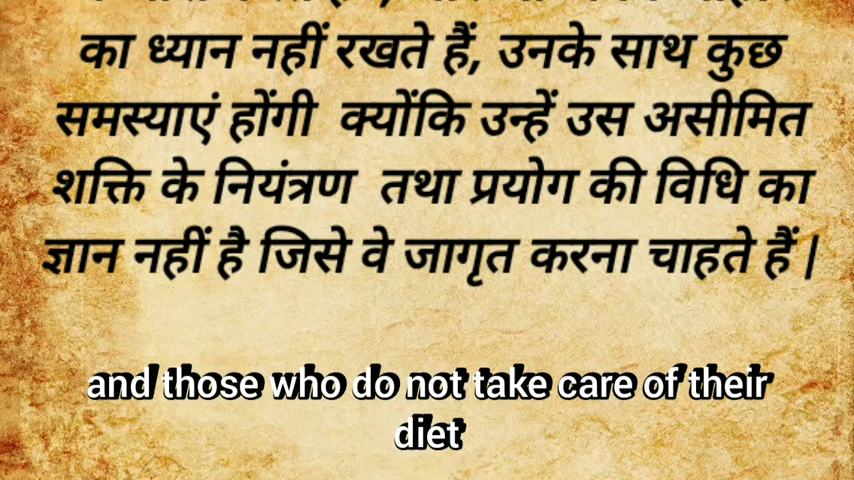 का ध्यान नहीं रखते हैं, उनके साथ कुछ
समस्याएं होंगी क्योंकि उन्हें उस असीमित
शक्ति के नियंत्रण तथा प्रयोग की विधि का
ज्ञान नहीं है जिसे वे जागृत करना चाहते हैं |
and those who do not take care of their
diet